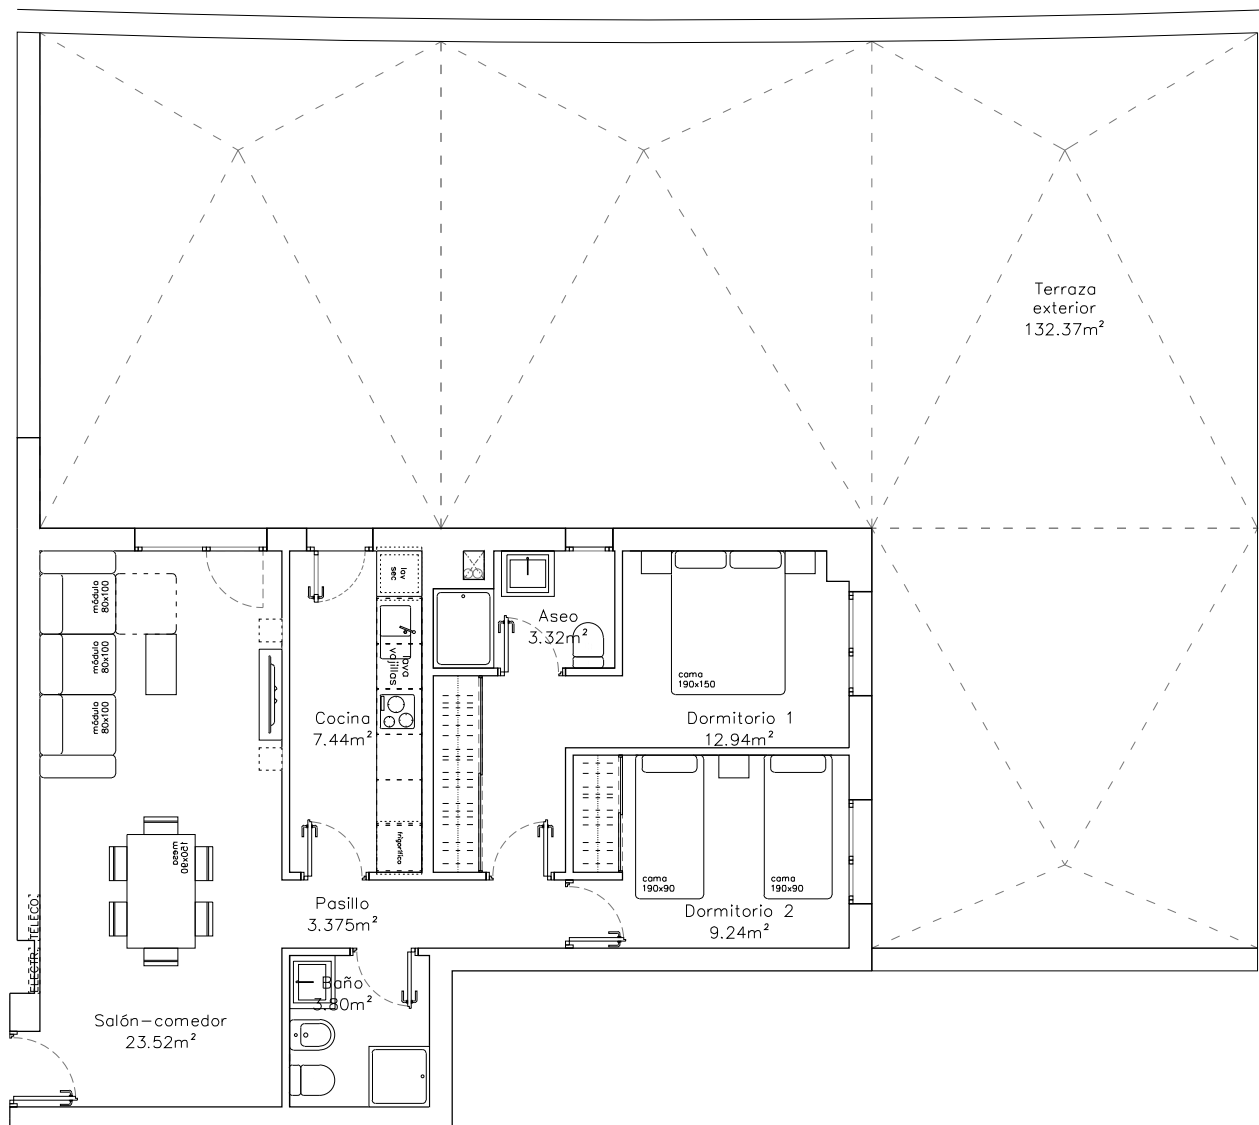 Terraza
exterior
132.37m²
módulo
80x100
módulo
80x100
módulo
80x100
lav
sec
lava
vajillas
frigorífico
Aseo
3.32m²
cama
190x150
Dormitorio 1
12.94m²
Cocina
7.44m²
mesa
150x90
cama
190x90
cama
190x90
Dormitorio 2
9.24m²
Pasillo
3.375m²
TELECO.
ELECTR.
Baño
3.80m²
Salón-comedor
23.52m²